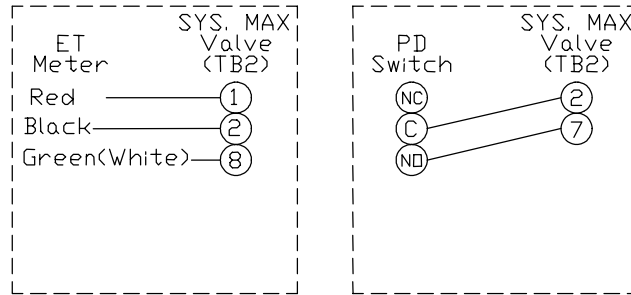 SYS. MAX
ET Valve
Meter (TB2)
Red 1
Black 2
Green(White) 8
SYS. MAX
PD Valve
Switch (TB2)
NC 2
C 7
NO